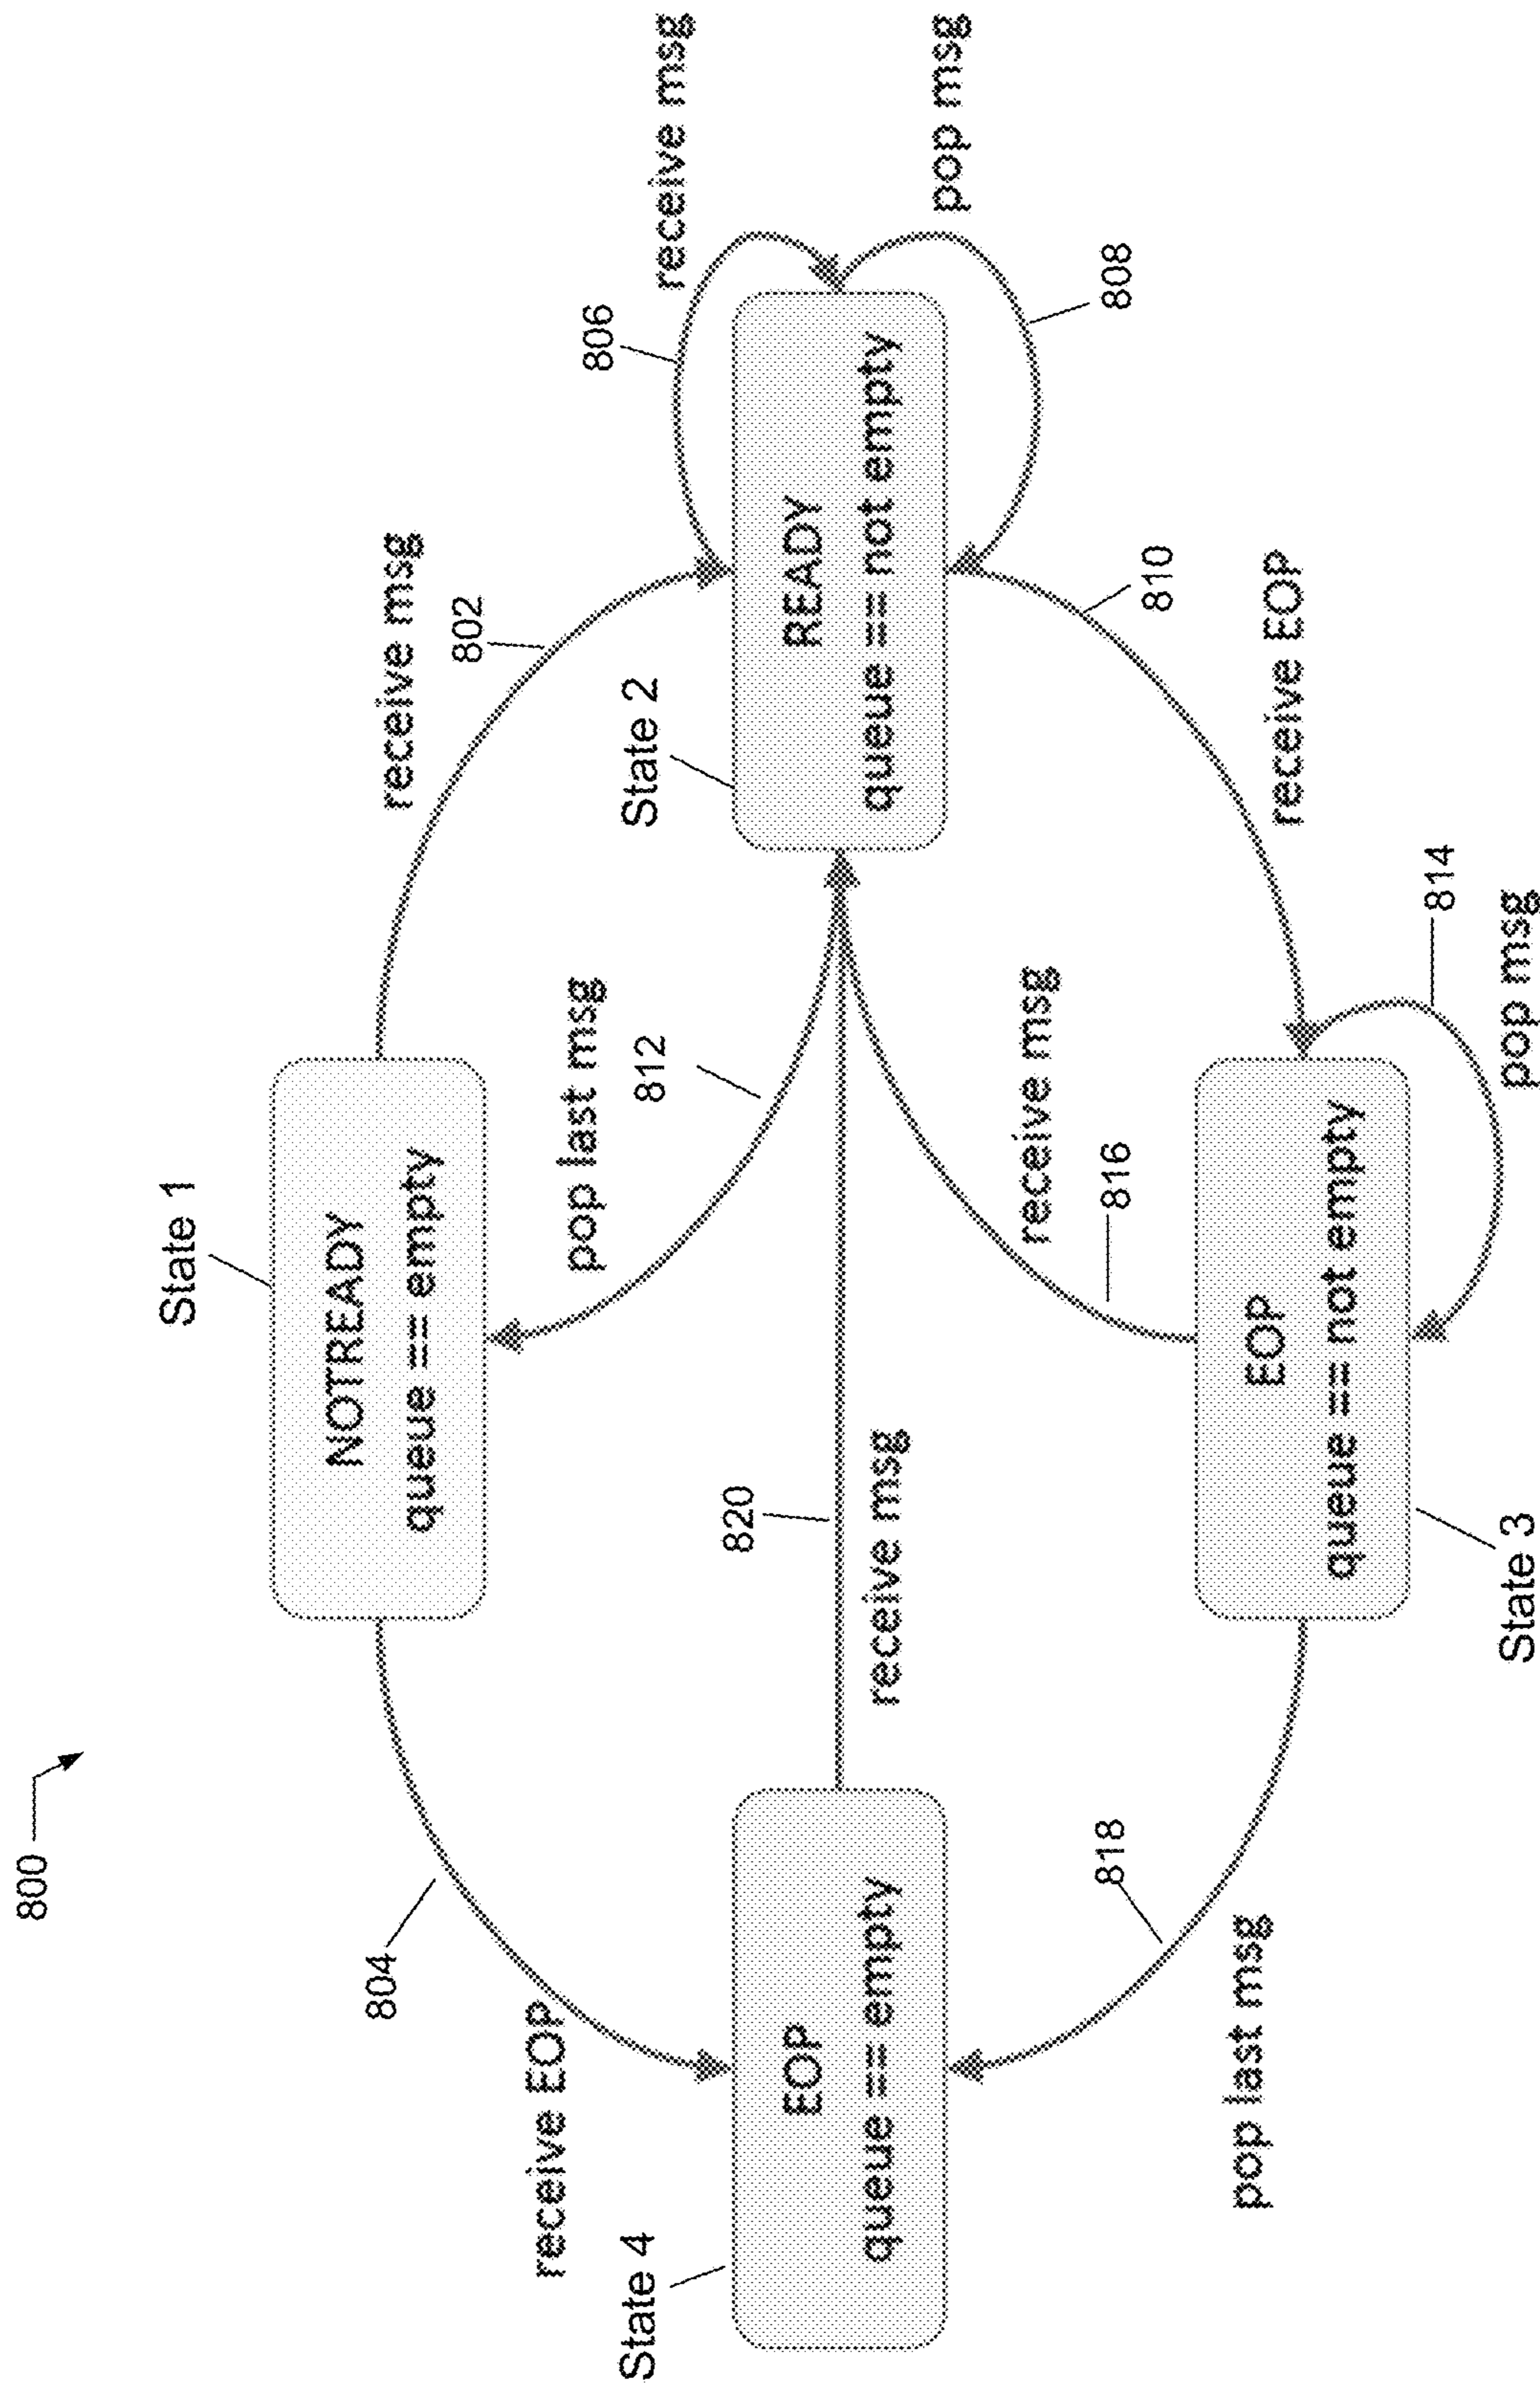 800
State 1
NOTREADY
queue == empty
receive msg
802
804
receive EOP
pop last msg
812
State 2
READY
queue == not empty
806
receive msg
pop msg
808
820
receive msg
State 4
EOP
queue == empty
810
receive EOP
receive msg
816
EOP
queue == not empty
State 3
814
pop msg
818
pop last msg